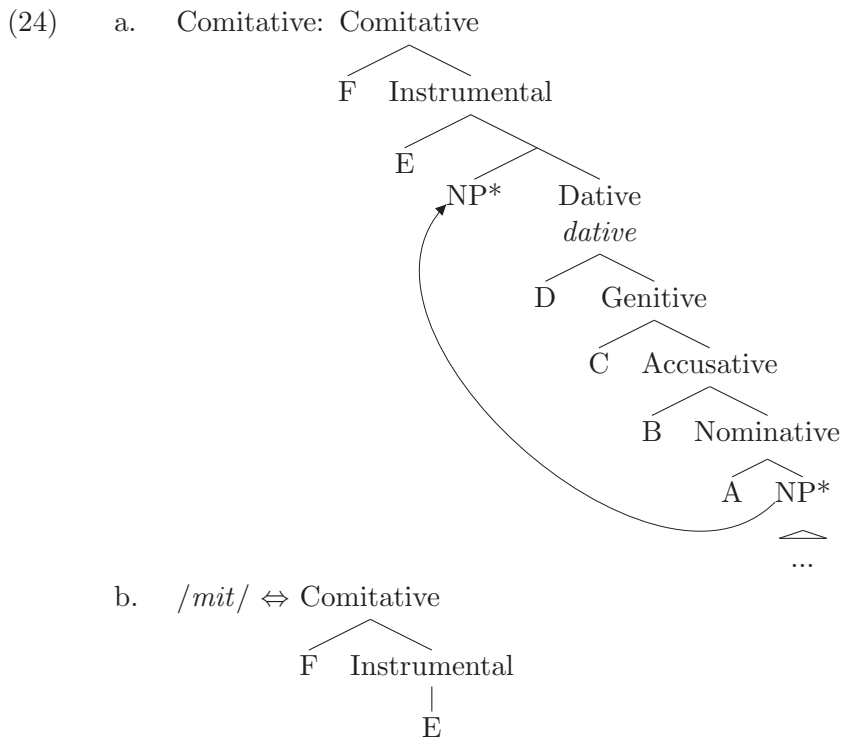 (24) a. Comitative: Comitative
F Instrumental
E
NP* Dative
dative
D Genitive
C Accusative
B Nominative
A NP*
...
b. /mit/ ⇔ Comitative
F Instrumental
E